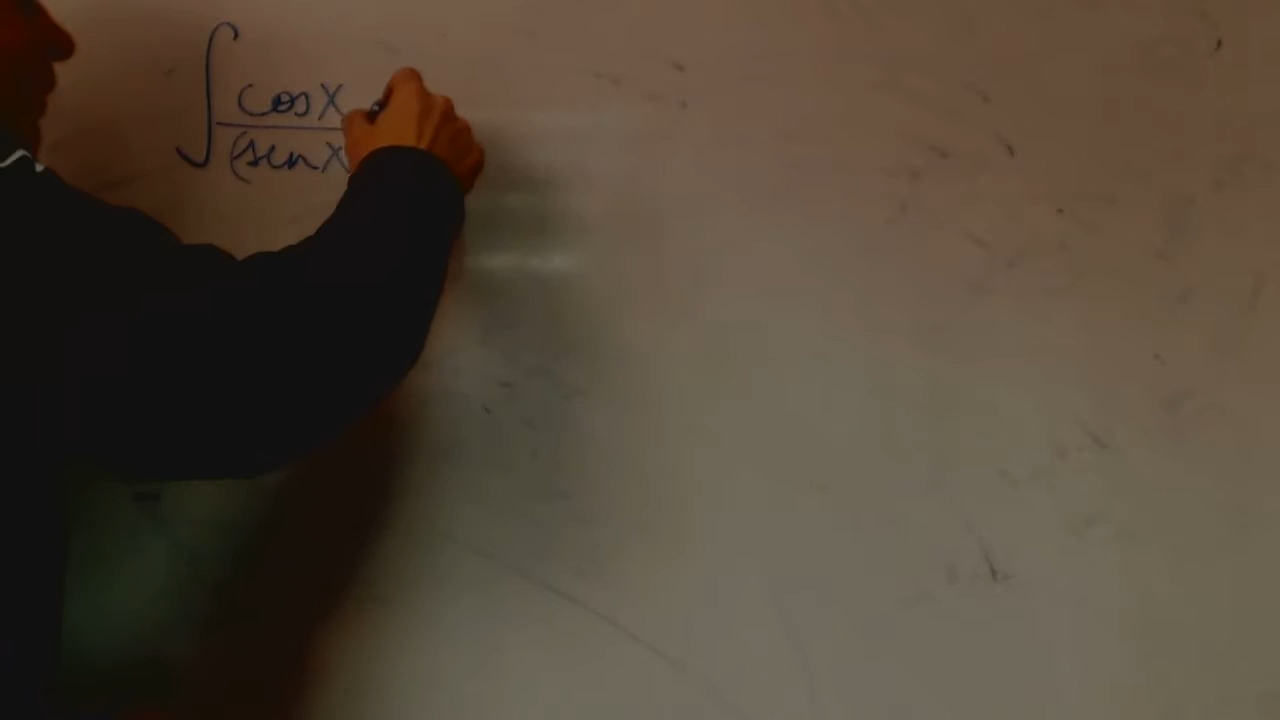 ∫ cos x
(sen x